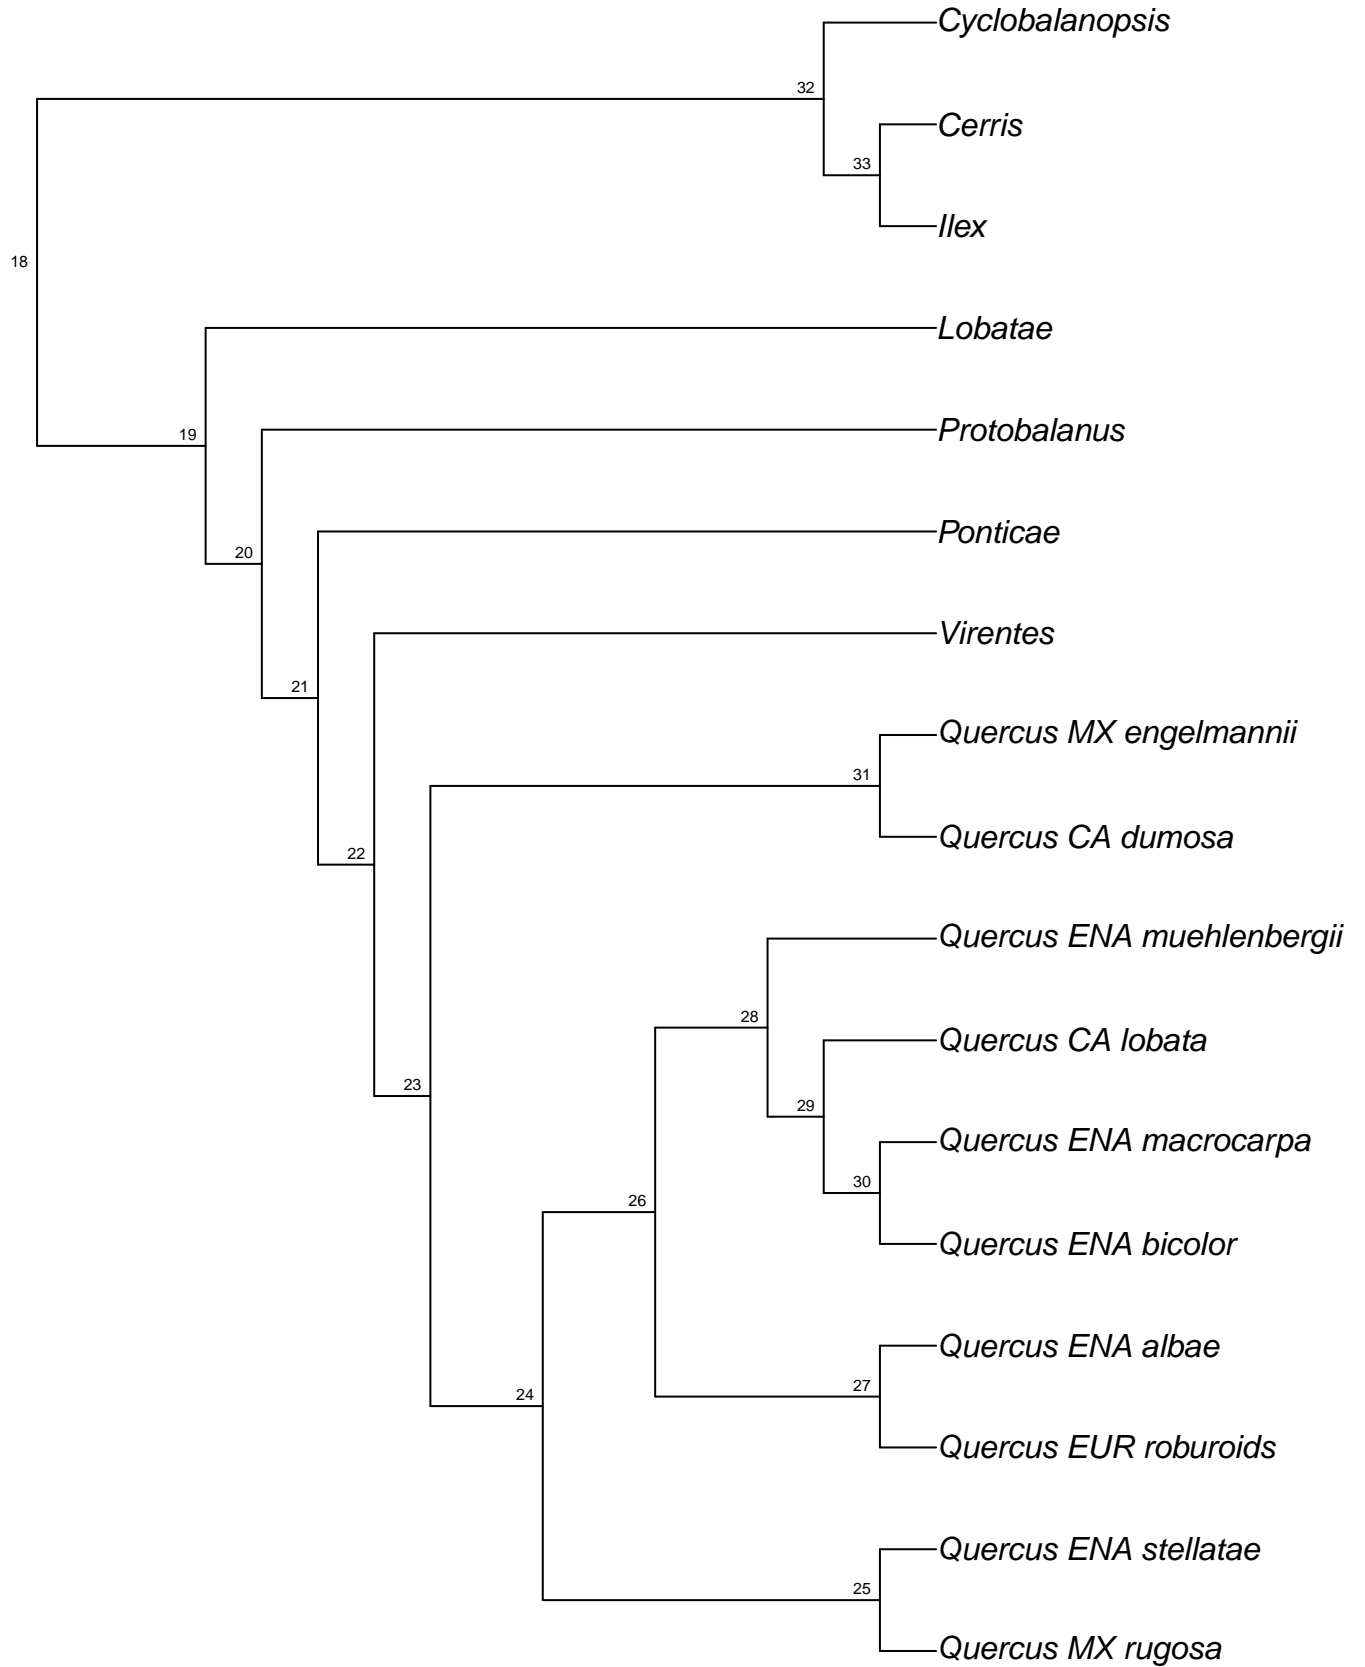 Cyclobalanopsis
32
Cerris
33
Ilex
18
Lobatae
Protobalanus
19
Ponticae
20
Virentes
21
Quercus MX engelmannii
31
Quercus CA dumosa
22
Quercus ENA muehlenbergii
28
Quercus CA lobata
23
29
Quercus ENA macrocarpa
30
26
Quercus ENA bicolor
Quercus ENA albae
27
24
Quercus EUR roburoids
Quercus ENA stellatae
25
Quercus MX rugosa